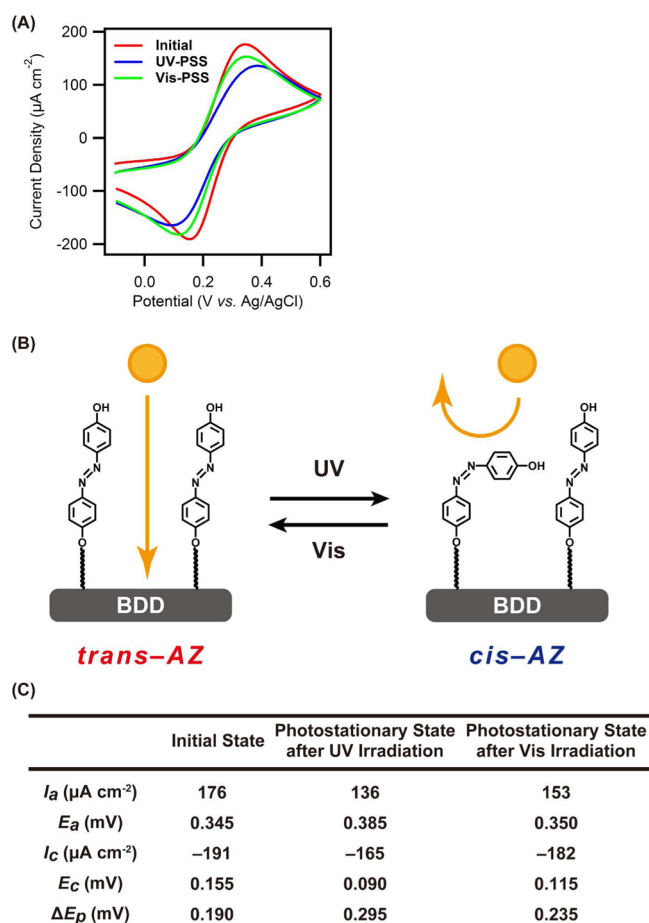 (A)
200
100
0
-100
-200
Current Density (µA cm⁻²)
Initial
UV-PSS
Vis-PSS
0.0 0.2 0.4 0.6
Potential (V vs. Ag/AgCl)
(B)
OH
N
N
O
OH
N
N
O
BDD
trans–AZ
UV
Vis
N
N
OH
O
OH
N
N
O
BDD
cis–AZ
(C)
Initial State Photostationary State after UV Irradiation Photostationary State after Vis Irradiation
Ia (µA cm⁻²) 176 136 153
Ea (mV) 0.345 0.385 0.350
Ic (µA cm⁻²) –191 –165 –182
Ec (mV) 0.155 0.090 0.115
ΔEp (mV) 0.190 0.295 0.235